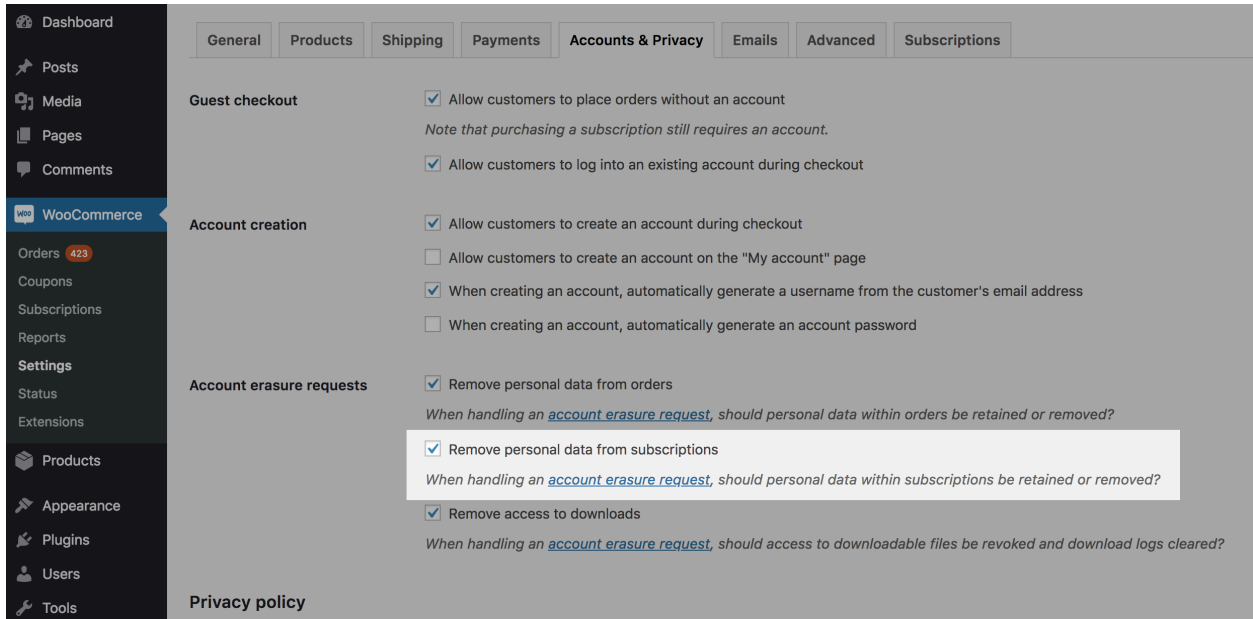 Dashboard
Posts
Media
Pages
Comments
WOO WooCommerce
Orders 423
Coupons
Subscriptions
Reports
Settings
Status
Extensions
Products
Appearance
Plugins
Users
Tools
General Products Shipping Payments Accounts & Privacy Emails Advanced Subscriptions
Guest checkout
Allow customers to place orders without an account
Note that purchasing a subscription still requires an account.
Allow customers to log into an existing account during checkout
Account creation
Allow customers to create an account during checkout
Allow customers to create an account on the "My account" page
When creating an account, automatically generate a username from the customer's email address
When creating an account, automatically generate an account password
Account erasure requests
Remove personal data from orders
When handling an account erasure request, should personal data within orders be retained or removed?
Remove personal data from subscriptions
When handling an account erasure request, should personal data within subscriptions be retained or removed?
Remove access to downloads
When handling an account erasure request, should access to downloadable files be revoked and download logs cleared?
Privacy policy